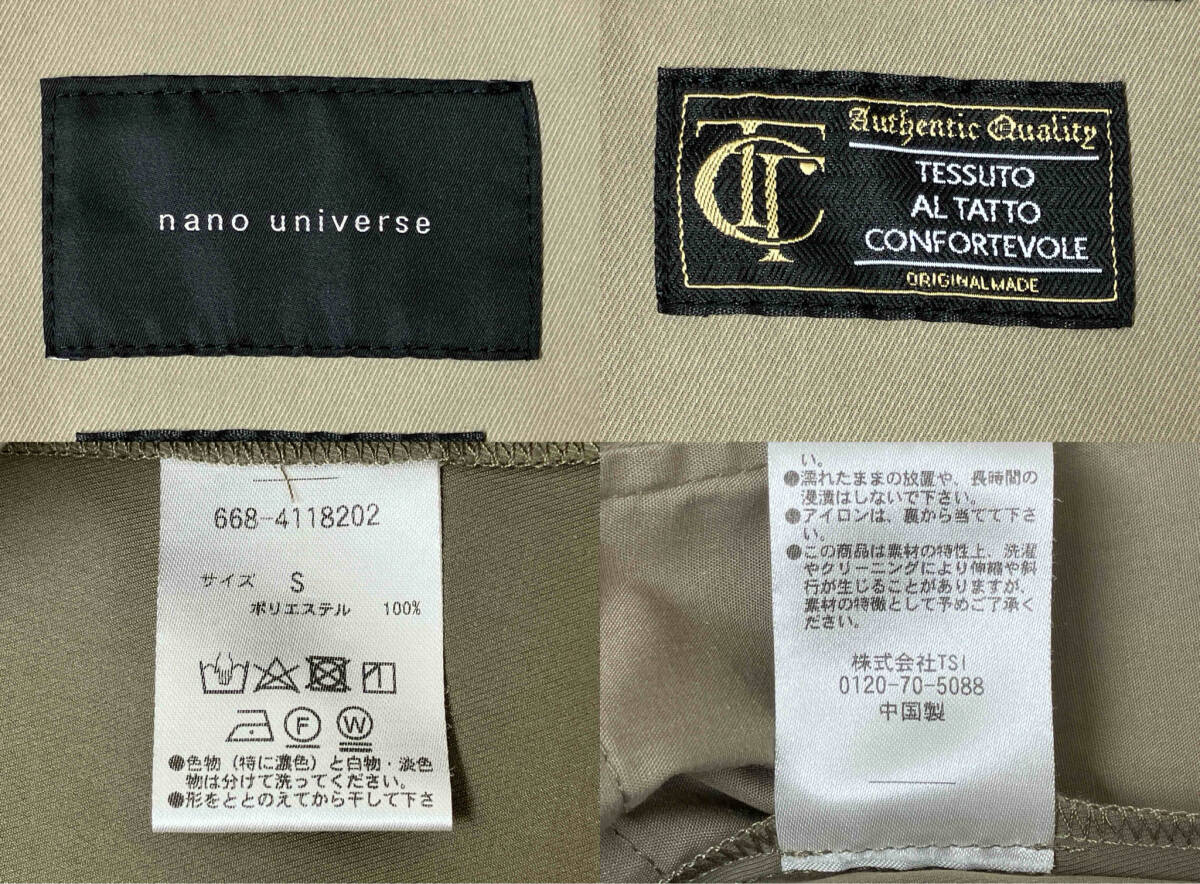 nano universe
Authentic Quality
TESSUTO
AL TATTO
CONFORTEVOLE
ORIGINAL MADE
668-4118202
サイズ S
ポリエステル 100%
F W
●色物（特に濃色）と白物・淡色
物は分けて洗ってください。
●形をととのえてから干して下さ
い。
●濡れたままの放置や、長時間の
浸漬はしないで下さい。
●アイロンは、裏から当てて下さ
い。
●この商品は素材の特性上、洗濯
やクリーニングにより伸縮や斜
行が生じることがありますが、
素材の特徴として予めご了承く
ださい。
株式会社TSI
0120-70-5088
中国製